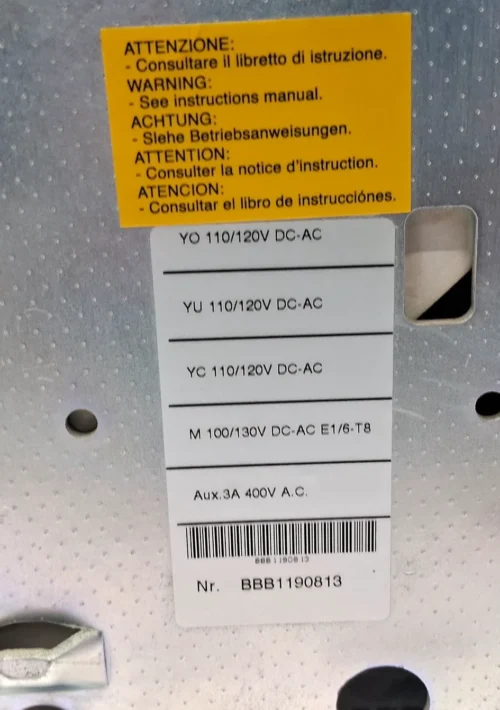 ATTENZIONE:
- Consultare il libretto di istruzione.
WARNING:
- See instructions manual.
ACHTUNG:
- Slehe Betriebsanweisungen.
ATTENTION:
- Consulter la notice d'instruction.
ATENCION:
- Consultar el libro de instrucciónes.
YO 110/120V DC-AC
YU 110/120V DC-AC
YC 110/120V DC-AC
M 100/130V DC-AC E1/6-T8
Aux.3A 400V A.C.
BBB1190813
Nr. BBB1190813